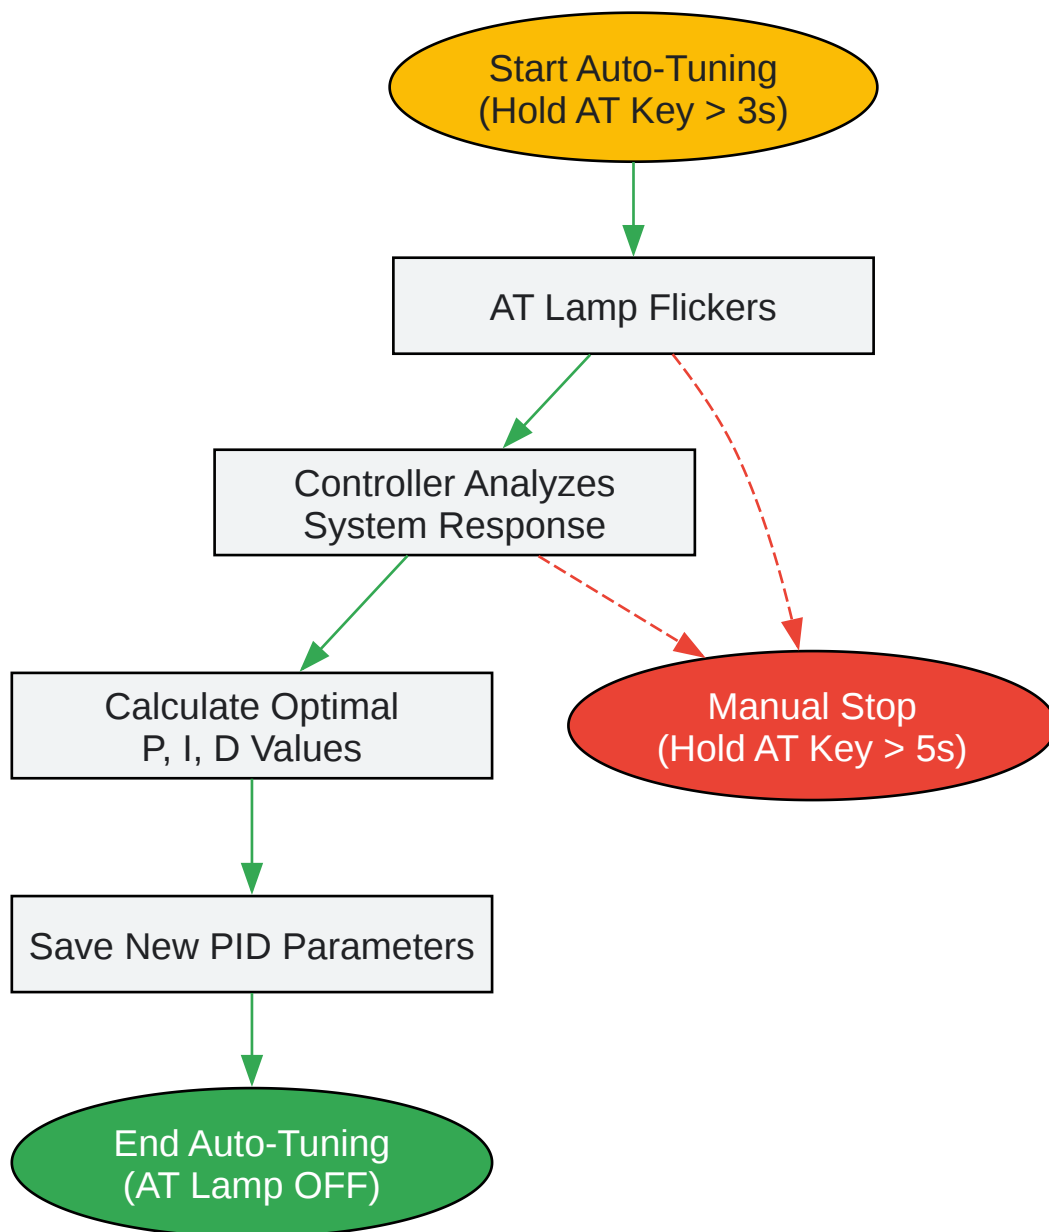 Start Auto-Tuning
(Hold AT Key > 3s)
AT Lamp Flickers
Controller Analyzes
System Response
Calculate Optimal
P, I, D Values
Manual Stop
(Hold AT Key > 5s)
Save New PID Parameters
End Auto-Tuning
(AT Lamp OFF)